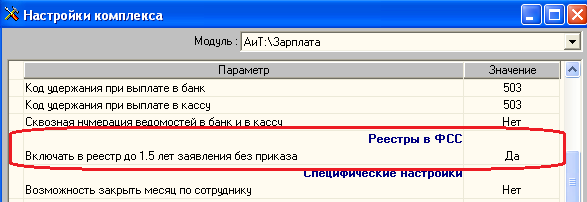 Настройки комплекса
Модуль : АиТ:\Зарплата
Параметр Значение
Код удержания при выплате в банк 503
Код удержания при выплате в кассу 503
Сквозная нумерация ведомостей в банк и в кассу Нет
Реестры в ФСС
Включать в реестр до 1.5 лет заявления без приказа Да
Специфические настройки
Возможность закрыть месяц по сотруднику Нет